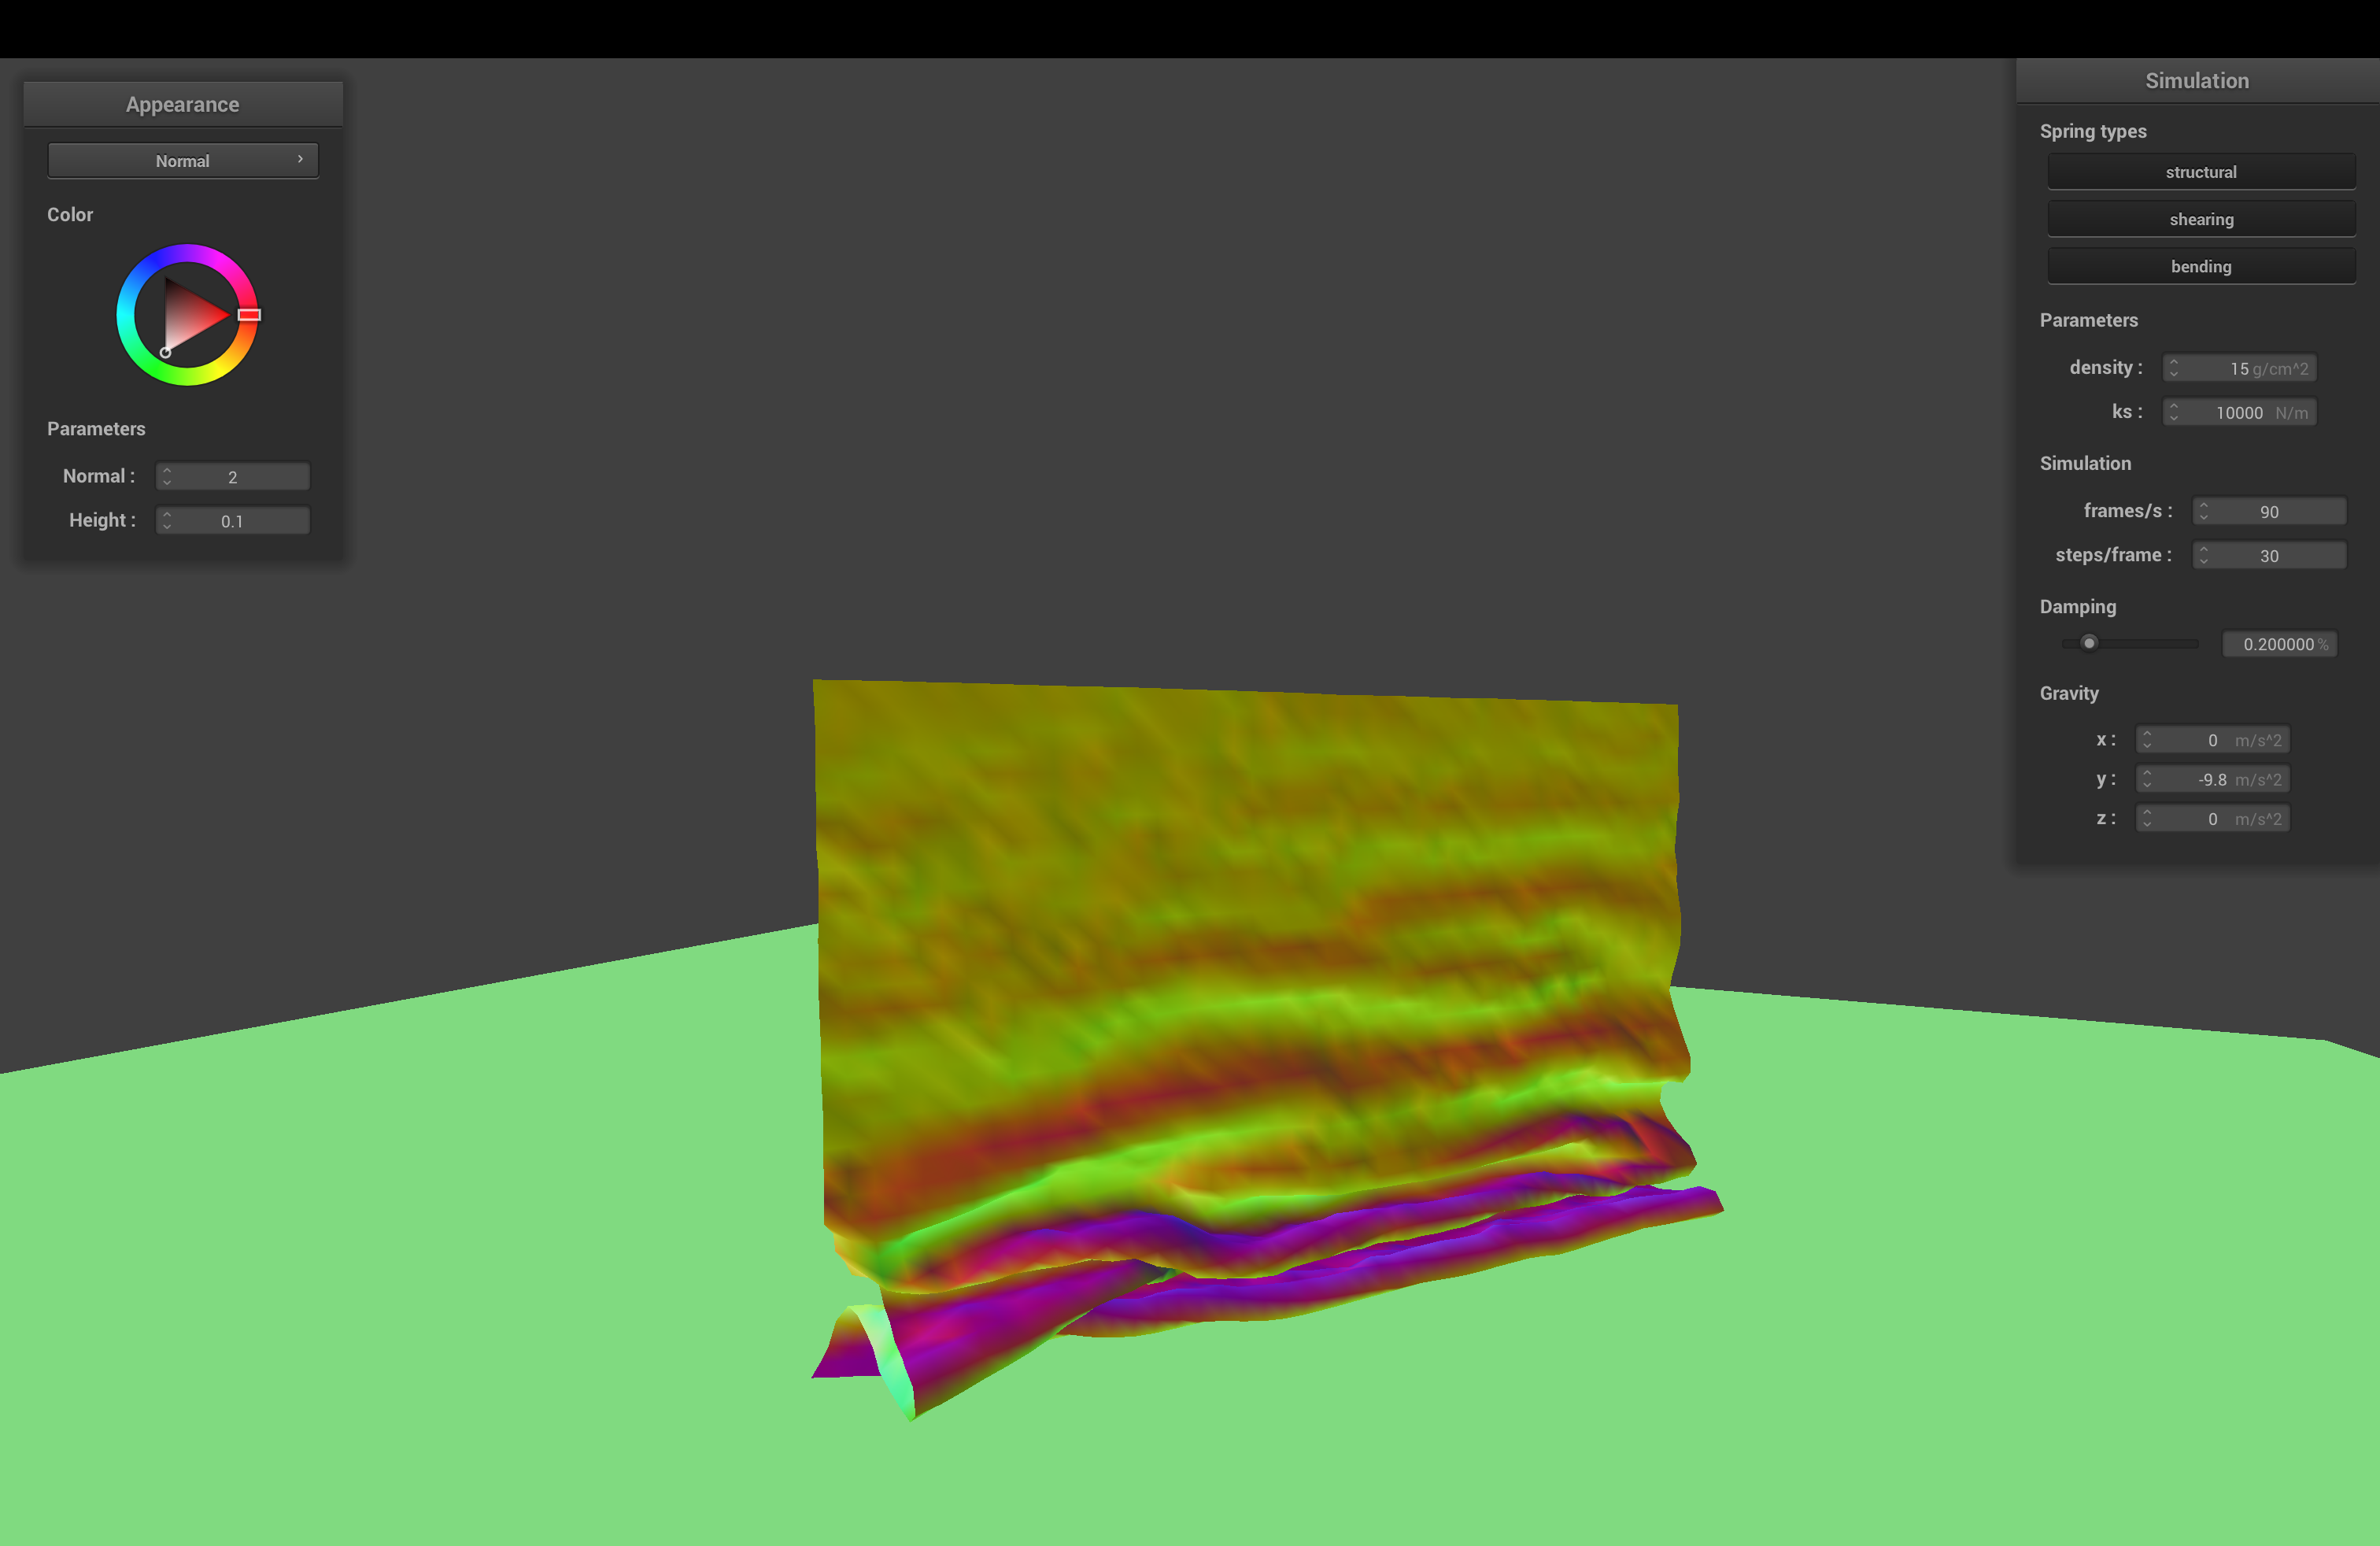 Appearance
Normal
Color
Parameters
Normal : 2
Height : 0.1
Simulation
Spring types
structural
shearing
bending
Parameters
density : 15 g/cm^2
ks : 10000 N/m
Simulation
frames/s : 90
steps/frame : 30
Damping
0.200000 %
Gravity
x : 0 m/s^2
y : -9.8 m/s^2
z : 0 m/s^2